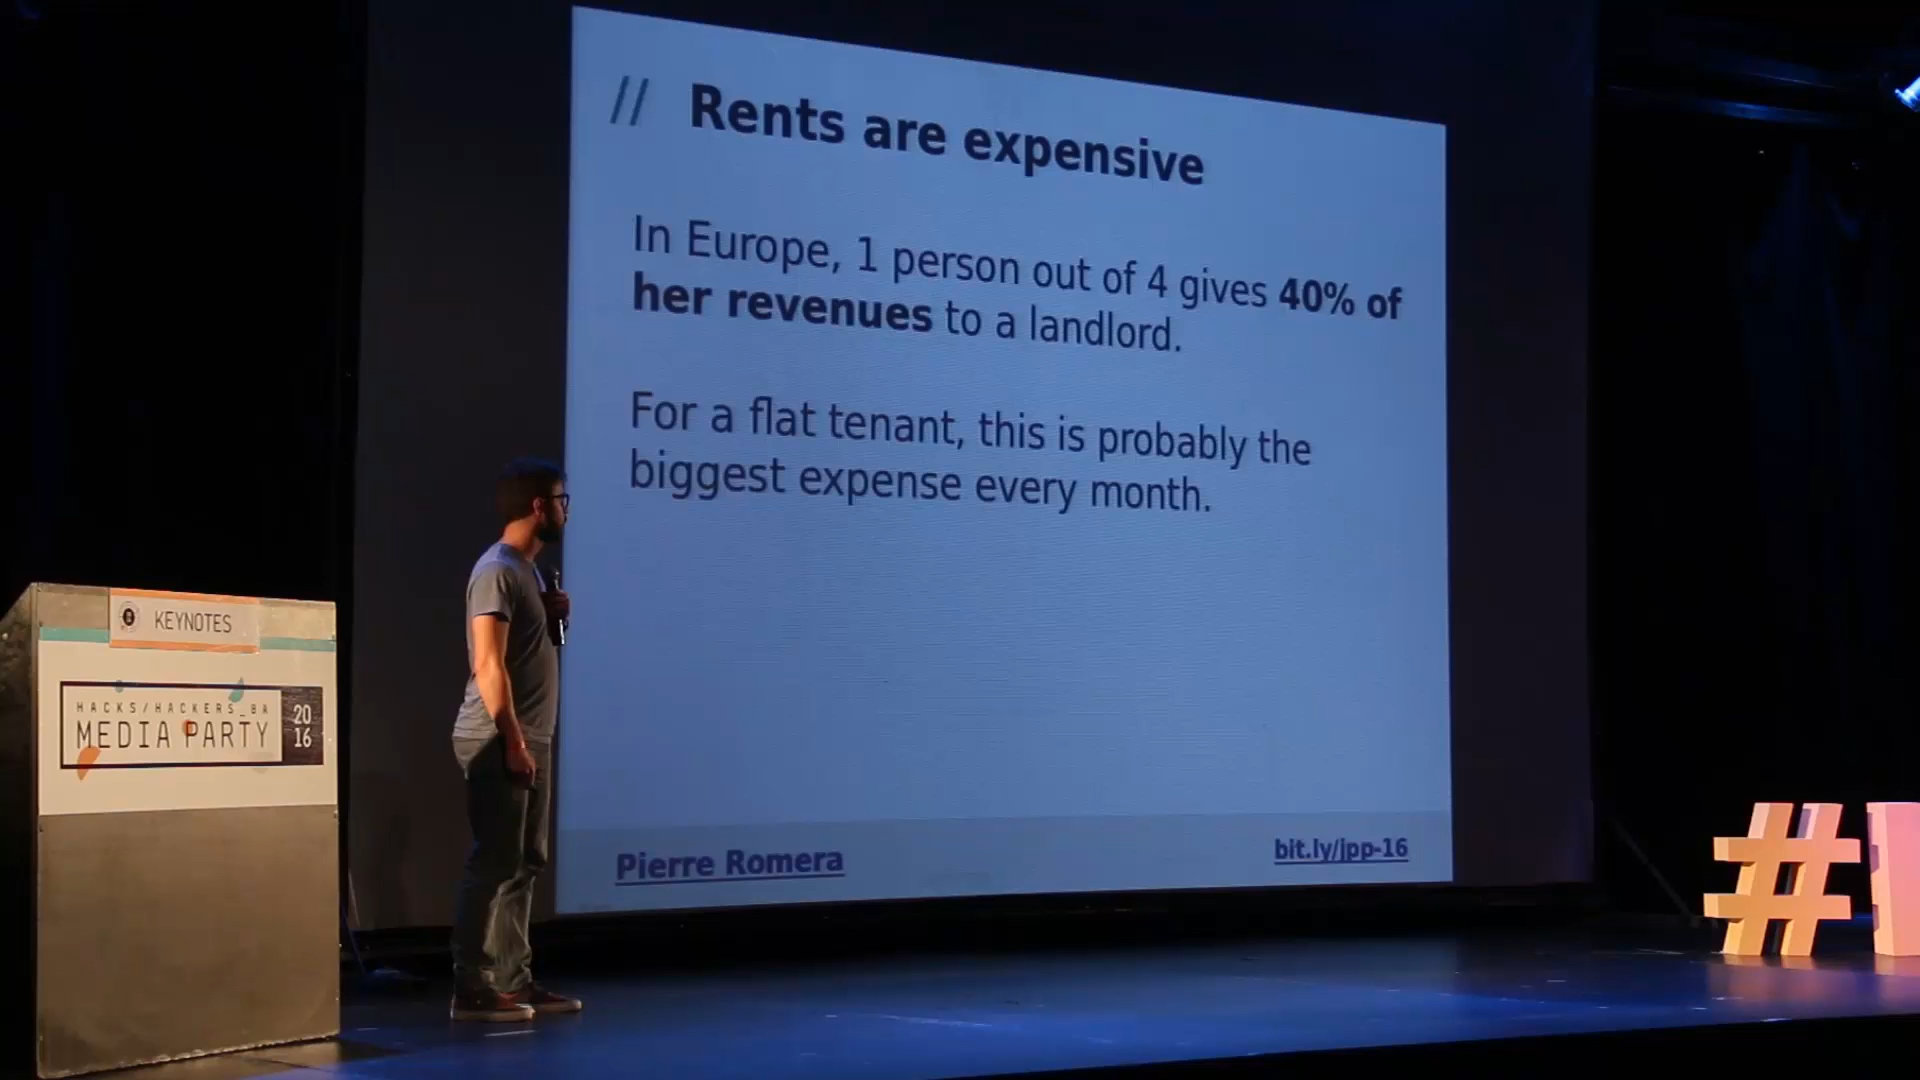 // Rents are expensive
In Europe, 1 person out of 4 gives 40% of
her revenues to a landlord.
For a flat tenant, this is probably the
biggest expense every month.
Pierre Romera
bit.ly/jpp-16
KEYNOTES
HACKS/HACKERS_BA
MEDIA PARTY
20
16
#